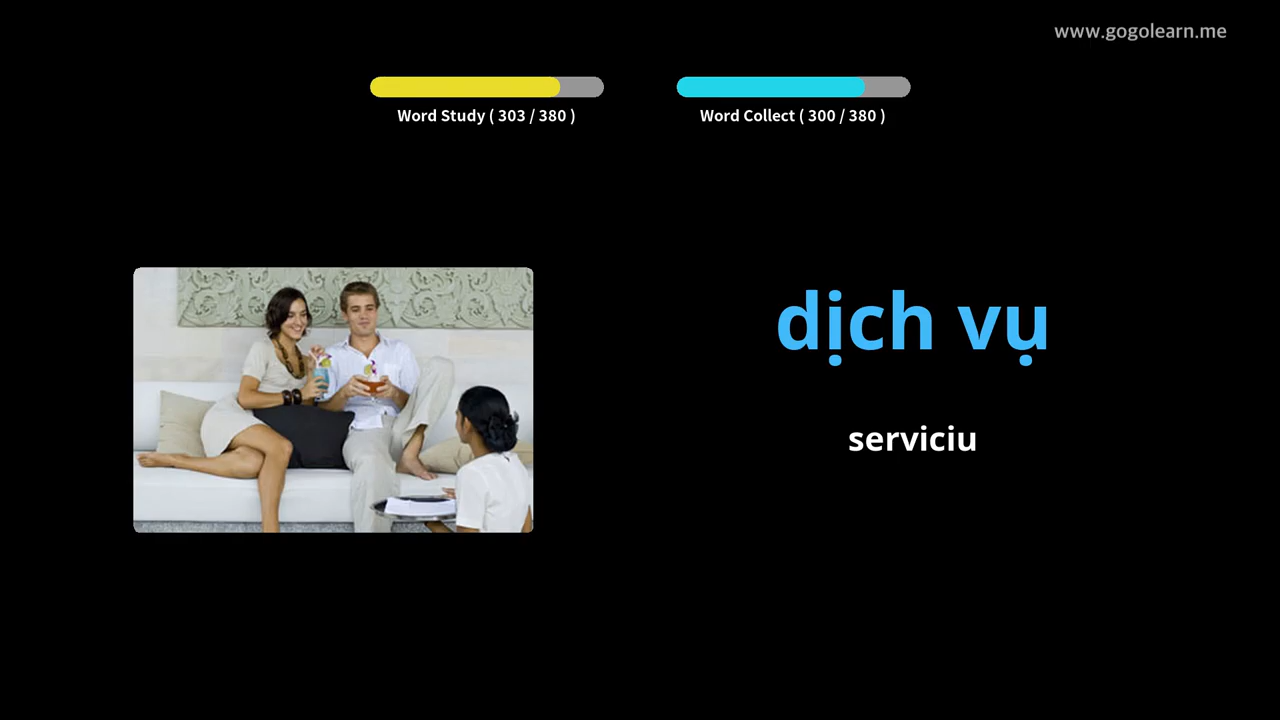 www.gogolearn.me
Word Study ( 303 / 380 )
Word Collect ( 300 / 380 )
dịch vụ
serviciu